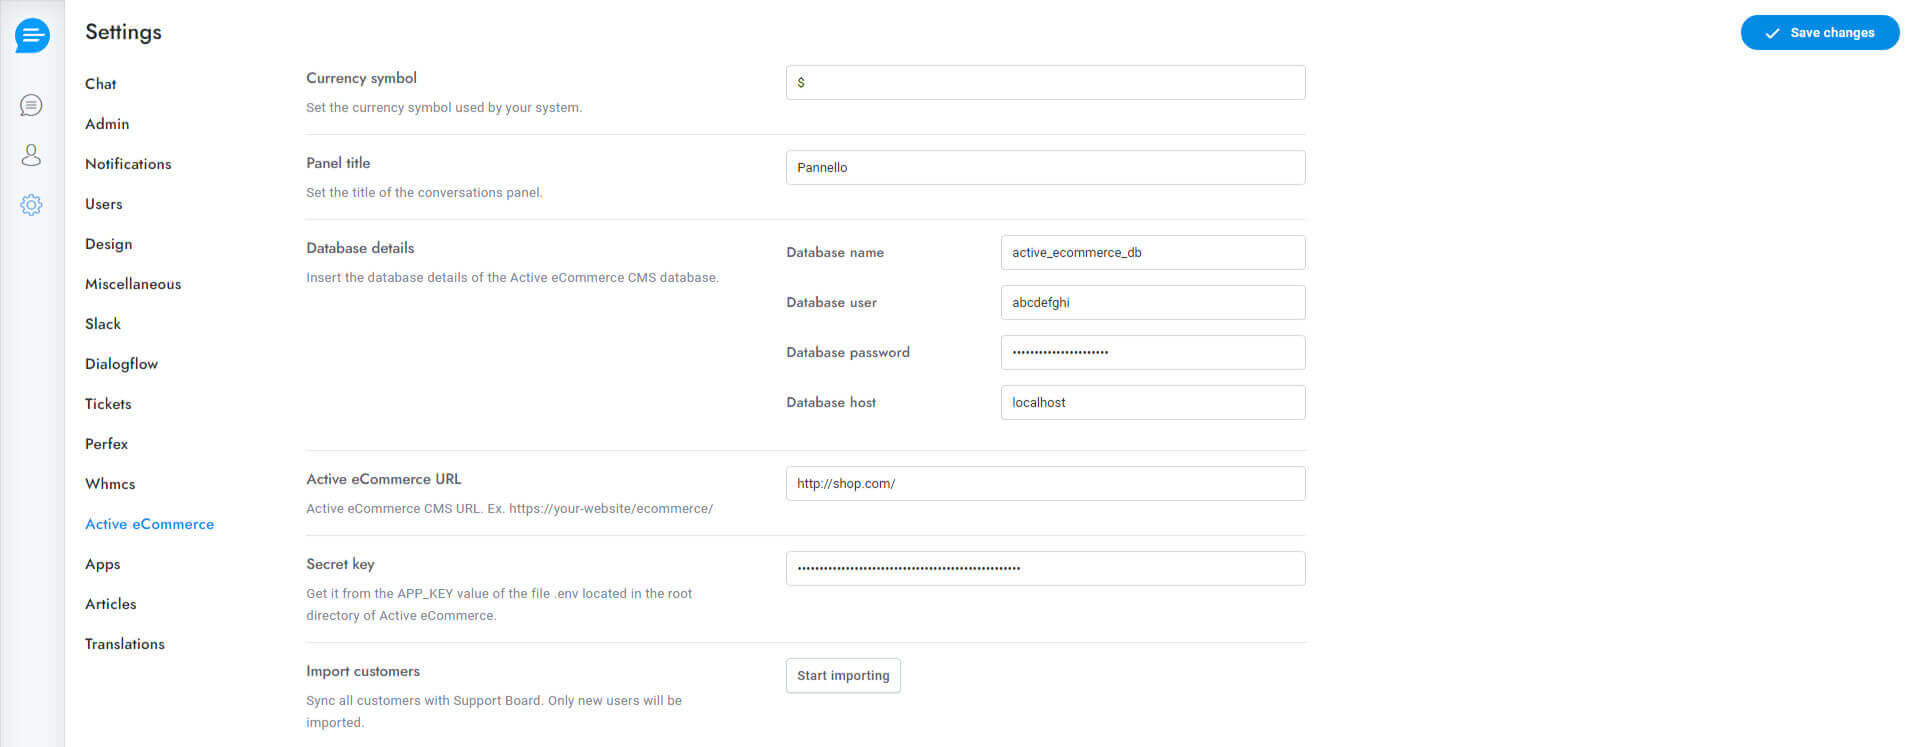 Settings
Save changes
Chat
Admin
Notifications
Users
Design
Miscellaneous
Slack
Dialogflow
Tickets
Perfex
Whmcs
Active eCommerce
Apps
Articles
Translations
Currency symbol
Set the currency symbol used by your system.
$
Panel title
Set the title of the conversations panel.
Pannello
Database details
Insert the database details of the Active eCommerce CMS database.
Database name
active_ecommerce_db
Database user
abcdefghi
Database password
Database host
localhost
Active eCommerce URL
Active eCommerce CMS URL. Ex. https://your-website/ecommerce/
http://shop.com/
Secret key
Get it from the APP_KEY value of the file .env located in the root
directory of Active eCommerce.
Import customers
Sync all customers with Support Board. Only new users will be
imported.
Start importing